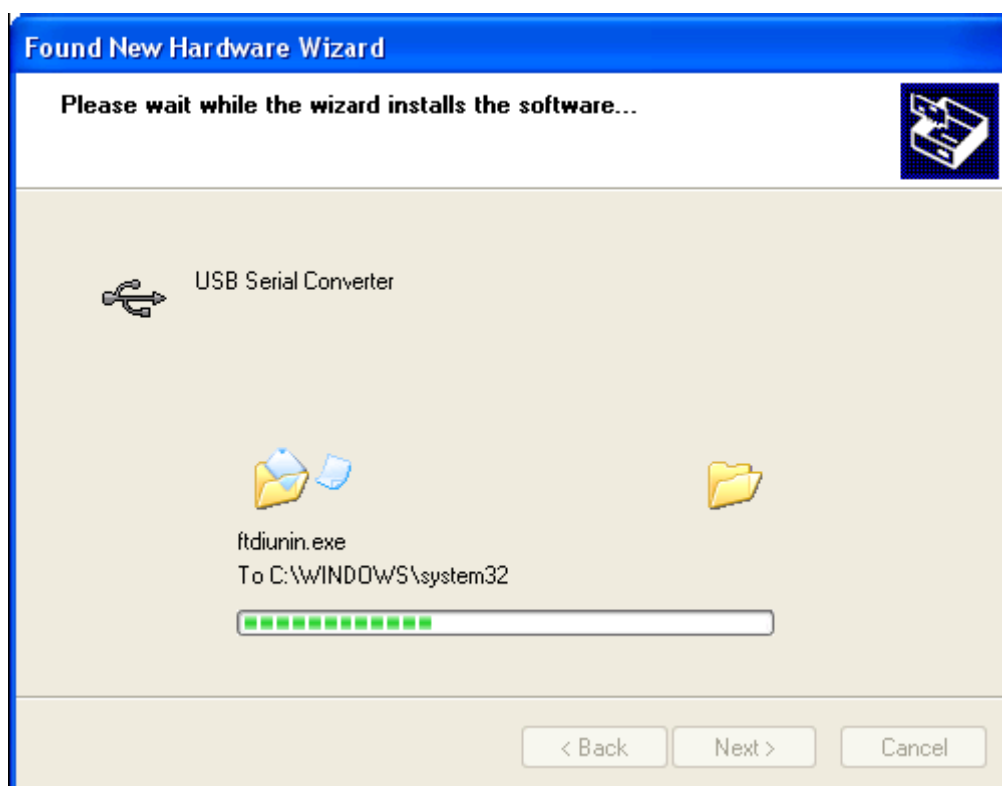 Found New Hardware Wizard
Please wait while the wizard installs the software...
USB Serial Converter
ftdiunin.exe
To C:\WINDOWS\system32
< Back
Next >
Cancel